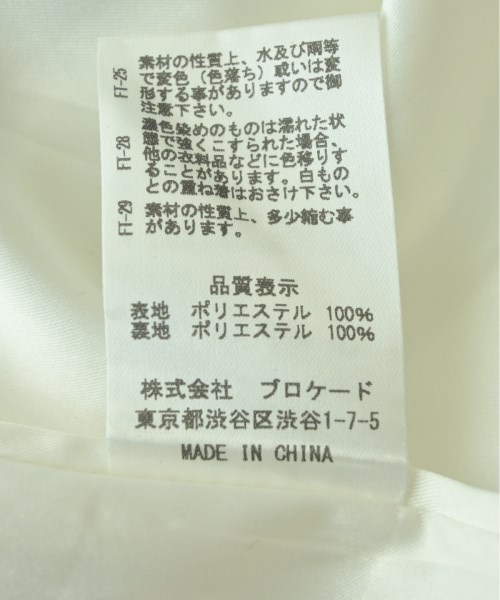 FT-25 素材の性質上、水及び雨等
で変色（色落ち）或いは変
形する事がありますので御
注意下さい。
FT-28 濃色染めのものは濡れた状
態で強くこすられた場合、
他の衣料品などに色移りす
ることがあります。白もの
との重ね着はおさけ下さい。
FT-29 素材の性質上、多少縮む事
があります。
品質表示
表地 ポリエステル 100%
裏地 ポリエステル 100%
株式会社 ブロケード
東京都渋谷区渋谷1-7-5
MADE IN CHINA